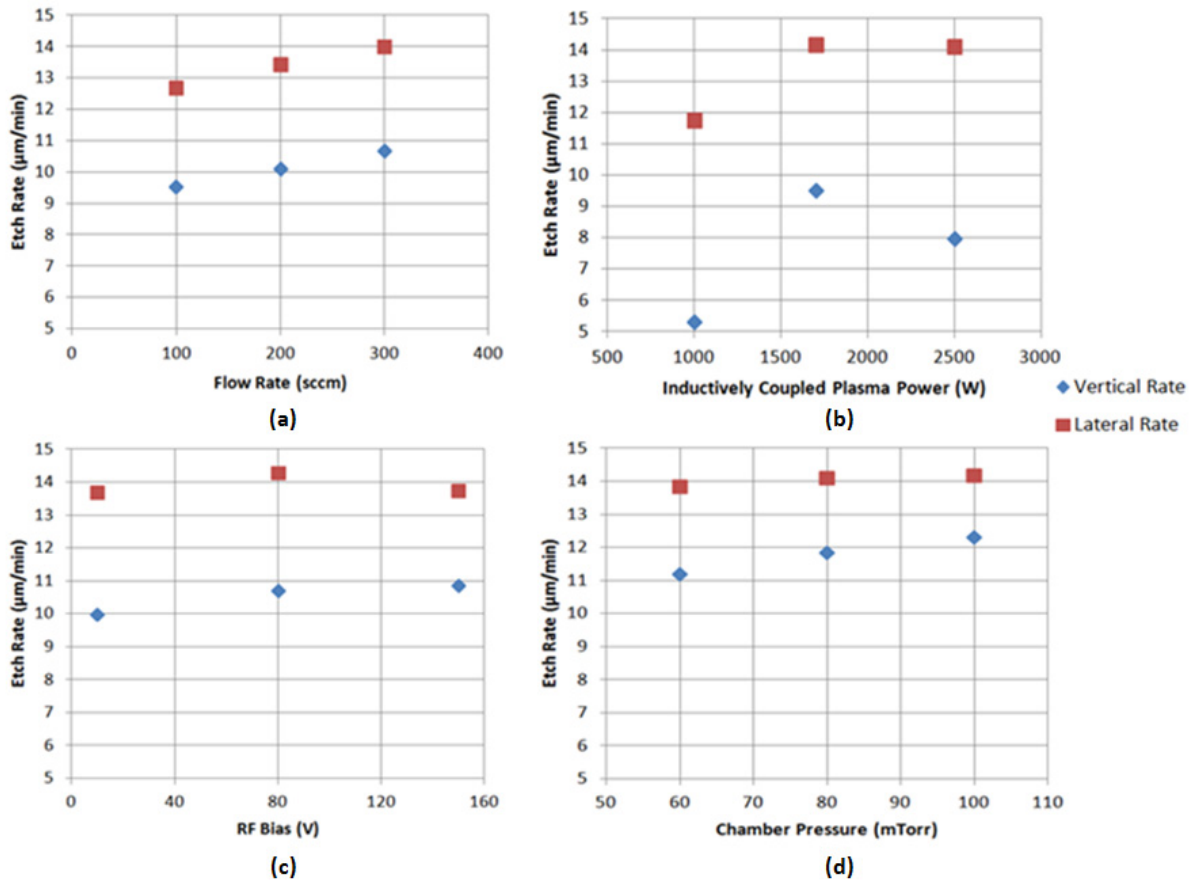 15
14
13
12
11
10
9
8
7
6
5
Etch Rate (µm/min)
0 100 200 300 400
Flow Rate (sccm)
(a)
15
14
13
12
11
10
9
8
7
6
5
Etch Rate (µm/min)
500 1000 1500 2000 2500 3000
Inductively Coupled Plasma Power (W)
(b)
Vertical Rate
Lateral Rate
15
14
13
12
11
10
9
8
7
6
5
Etch Rate (µm/min)
0 40 80 120 160
RF Bias (V)
(c)
15
14
13
12
11
10
9
8
7
6
5
Etch Rate (µm/min)
50 60 70 80 90 100 110
Chamber Pressure (mTorr)
(d)